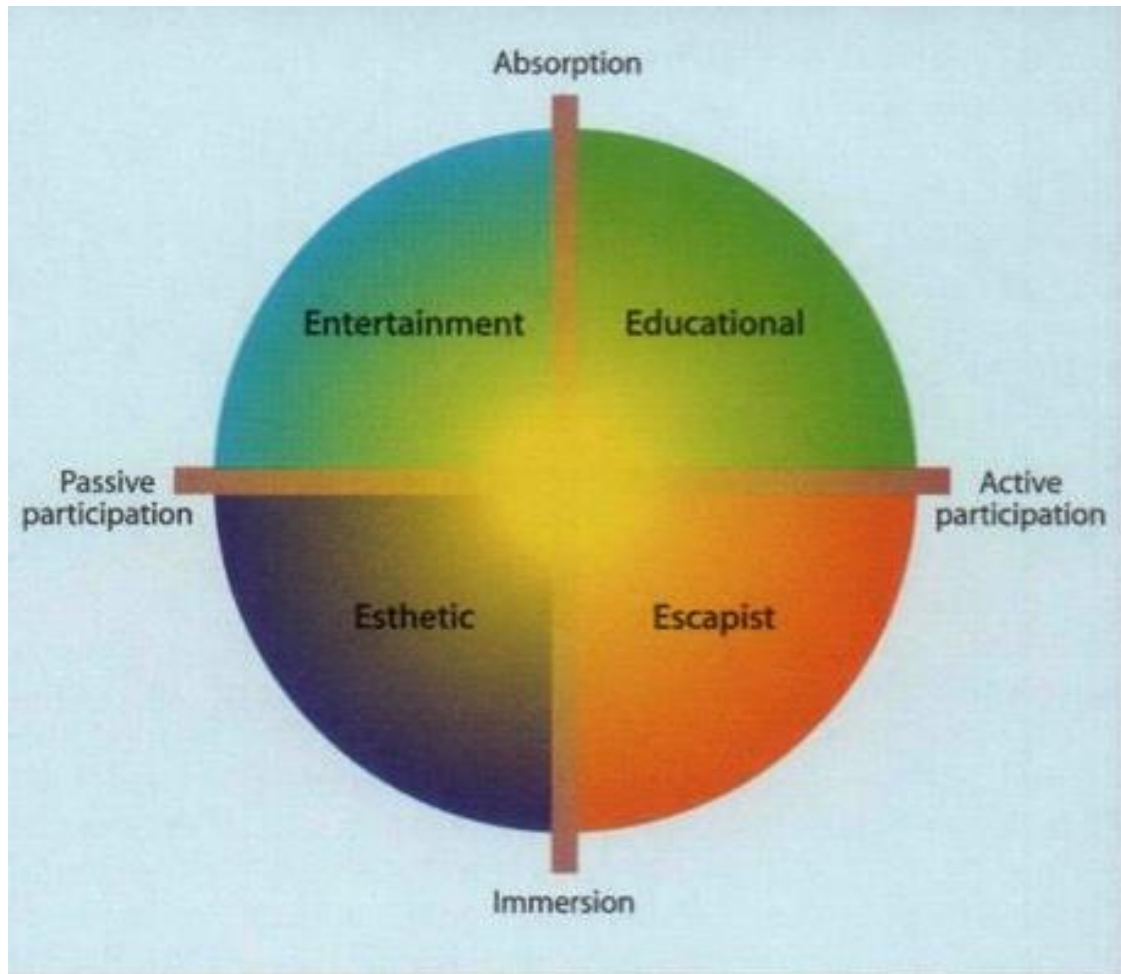 Absorption
Entertainment
Educational
Passive
participation
Active
participation
Esthetic
Escapist
Immersion